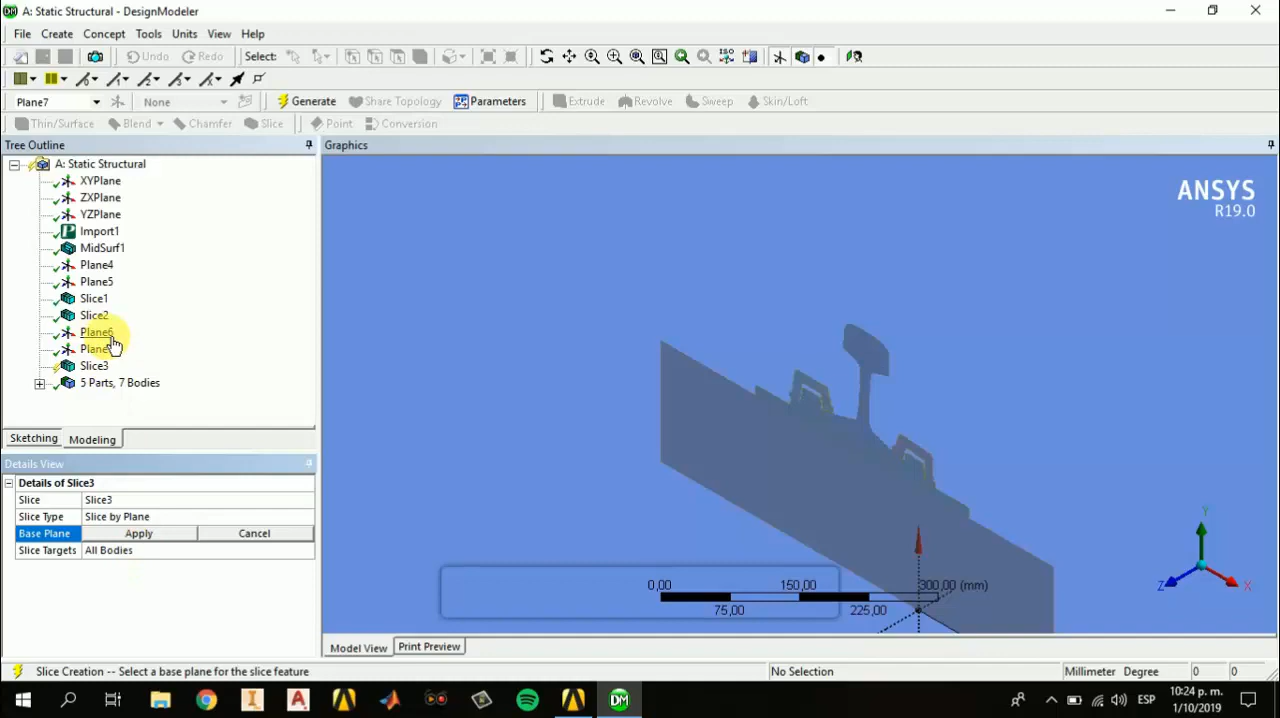 A: Static Structural - DesignModeler
File Create Concept Tools Units View Help
Undo Redo Select:
Plane7 None Generate Share Topology Parameters Extrude Revolve Sweep Skin/Loft
Thin/Surface Blend Chamfer Slice Point Conversion
Tree Outline
Graphics
A: Static Structural
XYPlane
ZXPlane
YZPlane
Import1
MidSurf1
Plane4
Plane5
Slice1
Slice2
Plane6
Plane
Slice3
5 Parts, 7 Bodies
Sketching Modeling
Details View
Details of Slice3
Slice Slice3
Slice Type Slice by Plane
Base Plane Apply Cancel
Slice Targets All Bodies
ANSYS
R19.0
Y
Z
X
0,00 150,00 300,00 (mm)
75,00 225,00
Model View Print Preview
Slice Creation -- Select a base plane for the slice feature No Selection Millimeter Degree 0 0
ESP
10:24 p. m.
1/10/2019